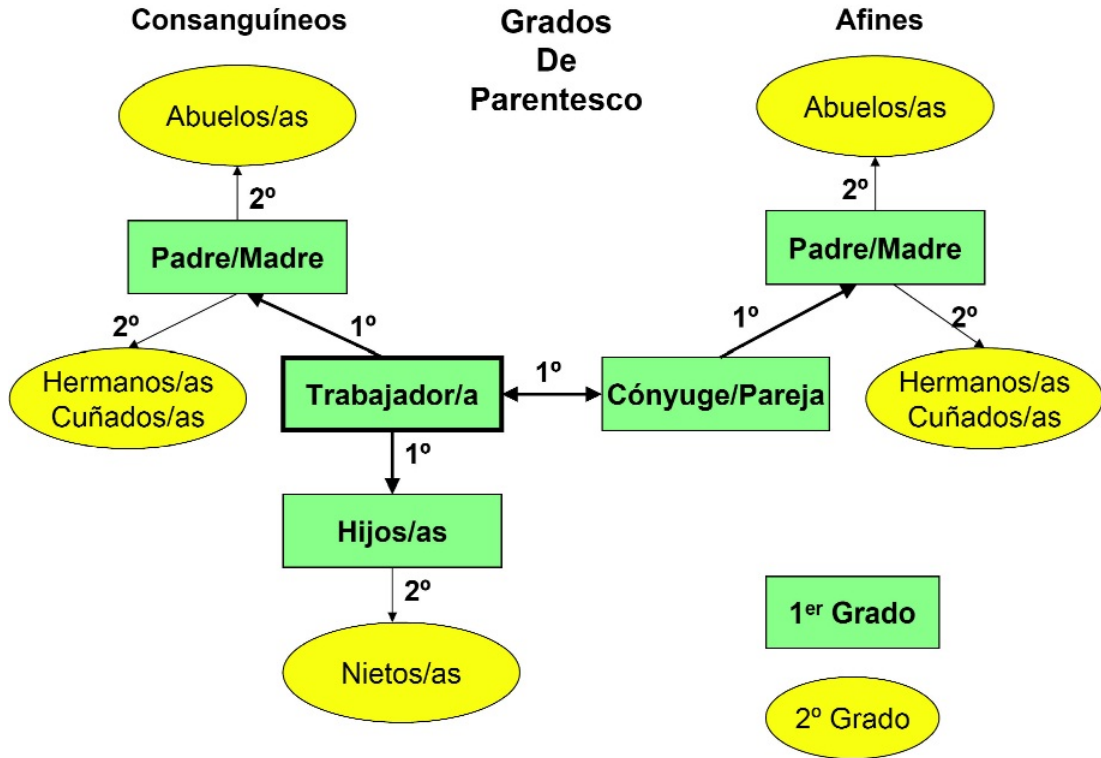 Consanguíneos
Grados
De
Parentesco
Afines
Abuelos/as
Abuelos/as
2º
2º
Padre/Madre
Padre/Madre
2º
1º
1º
2º
Hermanos/as
Cuñados/as
Trabajador/a
1º
Cónyuge/Pareja
Hermanos/as
Cuñados/as
1º
Hijos/as
2º
1er Grado
Nietos/as
2º Grado